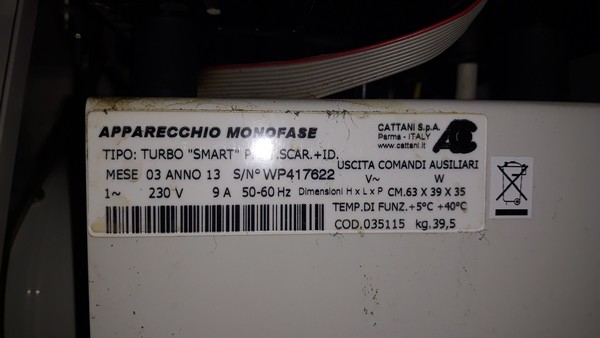 APPARECCHIO MONOFASE
CATTANI S.p.A.
Parma - ITALY
www.cattani.it
TIPO: TURBO "SMART" .SCAR.+ID.
USCITA COMANDI AUSILIARI
MESE 03 ANNO 13 S/N° WP417622
V~ W
1~ 230 V 9 A 50-60 Hz Dimensioni H x L x P CM.63 X 39 X 35
TEMP.DI FUNZ.+5°C +40°C
COD.035115 kg.39,5